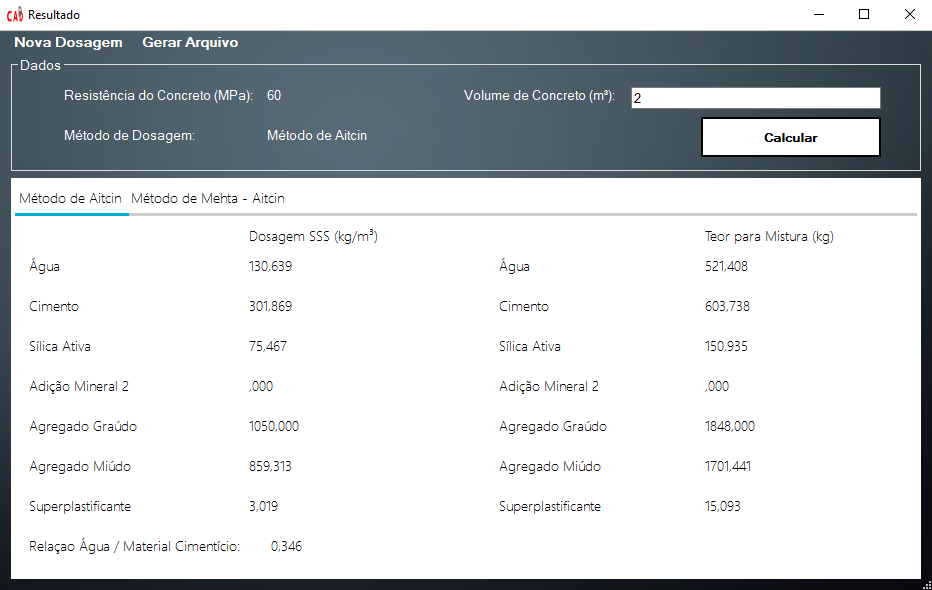 CAD Resultado
Nova Dosagem Gerar Arquivo
Dados
Resistência do Concreto (MPa): 60 Volume de Concreto (m³): 2
Método de Dosagem: Método de Aitcin Calcular
Método de Aitcin Método de Mehta - Aitcin
Dosagem SSS (kg/m³) Teor para Mistura (kg)
Água 130,639 Água 521,408
Cimento 301,869 Cimento 603,738
Sílica Ativa 75,467 Sílica Ativa 150,935
Adição Mineral 2 ,000 Adição Mineral 2 ,000
Agregado Graúdo 1050,000 Agregado Graúdo 1848,000
Agregado Miúdo 859,313 Agregado Miúdo 1701,441
Superplastificante 3,019 Superplastificante 15,093
Relaçao Água / Material Cimentício: 0,346